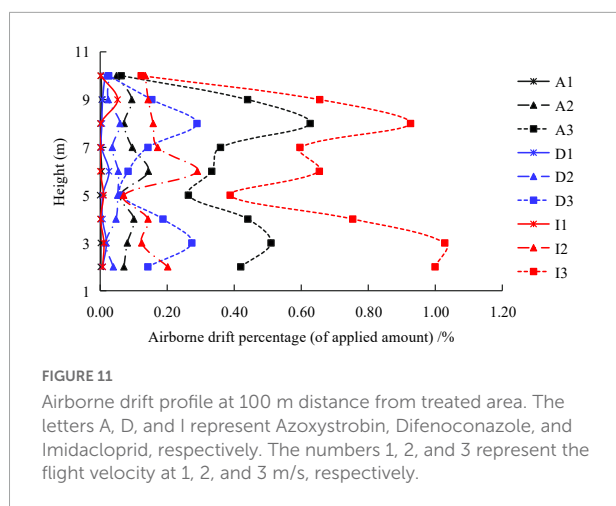 11
9
7
5
3
1
Height (m)
0.00 0.20 0.40 0.60 0.80 1.00 1.20
Airborne drift percentage (of applied amount) /%
A1
A2
A3
D1
D2
D3
I1
I2
I3
FIGURE 11
Airborne drift profile at 100 m distance from treated area. The
letters A, D, and I represent Azoxystrobin, Difenoconazole, and
Imidacloprid, respectively. The numbers 1, 2, and 3 represent the
flight velocity at 1, 2, and 3 m/s, respectively.